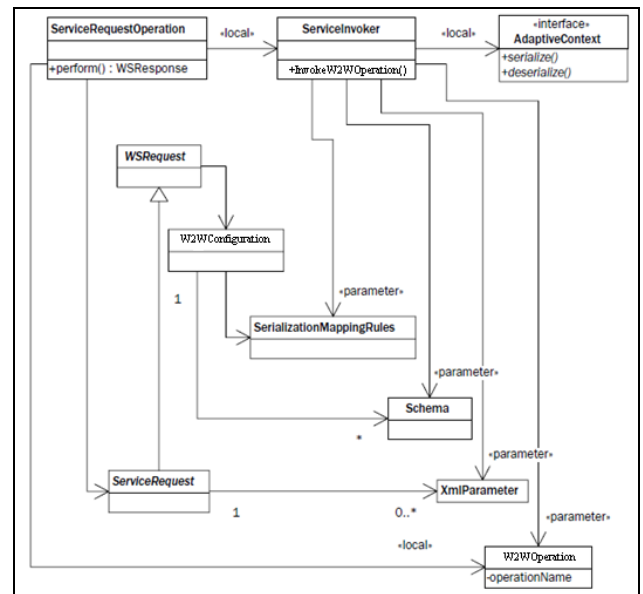 ServiceRequestOperation
+perform() : WSResponse
«local»
ServiceInvoker
+InvokeW2WOperation()
«local»
«interface»
AdaptiveContext
+serialize()
+deserialize()
WSRequest
W2WConfiguration
1
«parameter»
SerializationMappingRules
«parameter»
Schema
*
«parameter»
ServiceRequest
1
0..*
XmlParameter
«parameter»
«local»
W2WOperation
-operationName